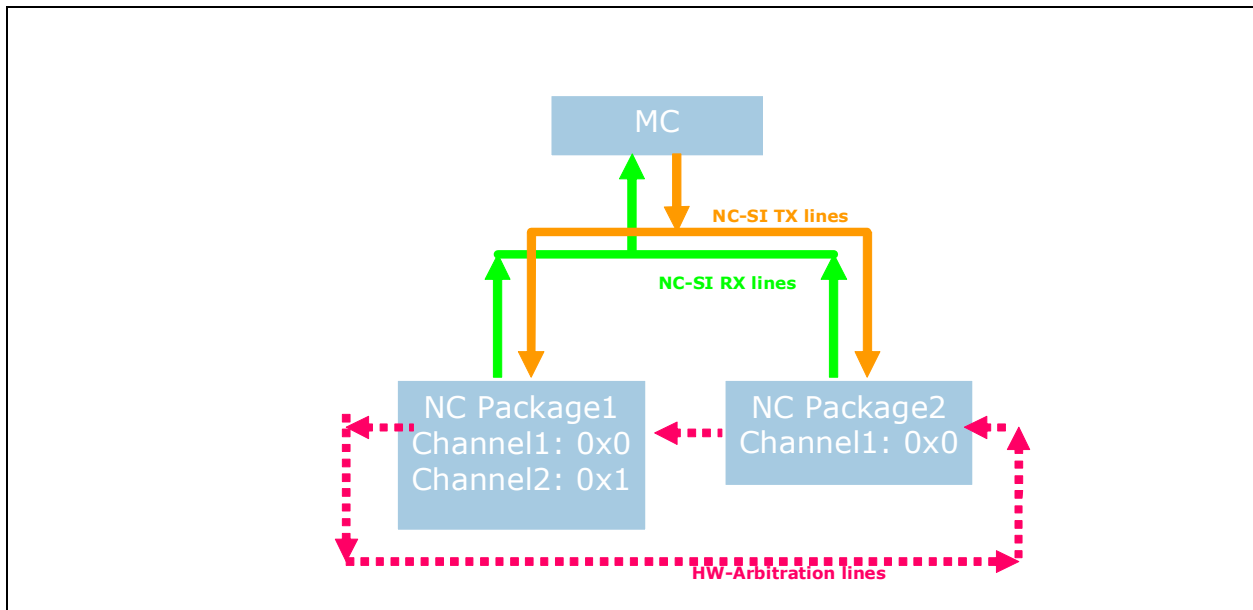 MC
NC-SI TX lines
NC-SI RX lines
NC Package1
Channel1: 0x0
Channel2: 0x1
NC Package2
Channel1: 0x0
HW-Arbitration lines